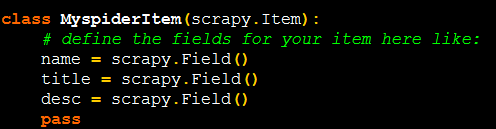 class MyspiderItem(scrapy.Item):
    # define the fields for your item here like:
    name = scrapy.Field()
    title = scrapy.Field()
    desc = scrapy.Field()
    pass